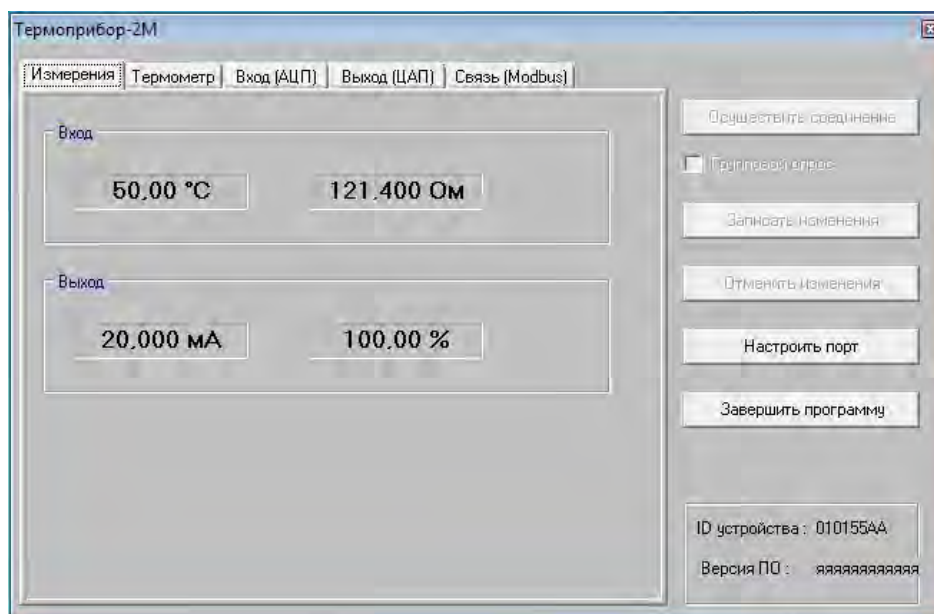 Термоприбор-2М
Измерения Термометр Вход (АЦП) Выход (ЦАП) Связь (Modbus)
Вход
50,00 °С 121,400 Ом
Выход
20,000 мА 100,00 %
Осуществить соединение
Групповой опрос
Записать изменения
Отменить изменения
Настроить порт
Завершить программу
ID устройства : 010155AA
Версия ПО : яяяяяяяяяяяя